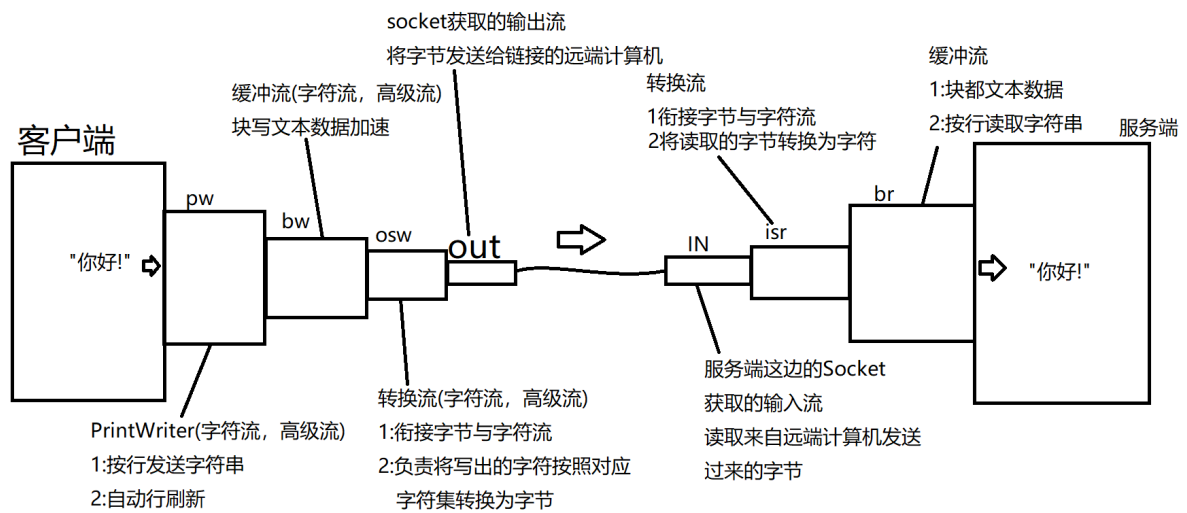 socket获取的输出流
将字节发送给链接的远端计算机
缓冲流(字符流，高级流)
块写文本数据加速
转换流
1衔接字节与字符流
2将读取的字节转换为字符
缓冲流
1:块都文本数据
2:按行读取字符串
客户端
服务端
pw
bw
osw
out
IN
isr
br
"你好!"
"你好!"
PrintWriter(字符流，高级流)
1:按行发送字符串
2:自动行刷新
转换流(字符流，高级流)
1:衔接字节与字符流
2:负责将写出的字符按照对应
字符集转换为字节
服务端这边的Socket
获取的输入流
读取来自远端计算机发送
过来的字节